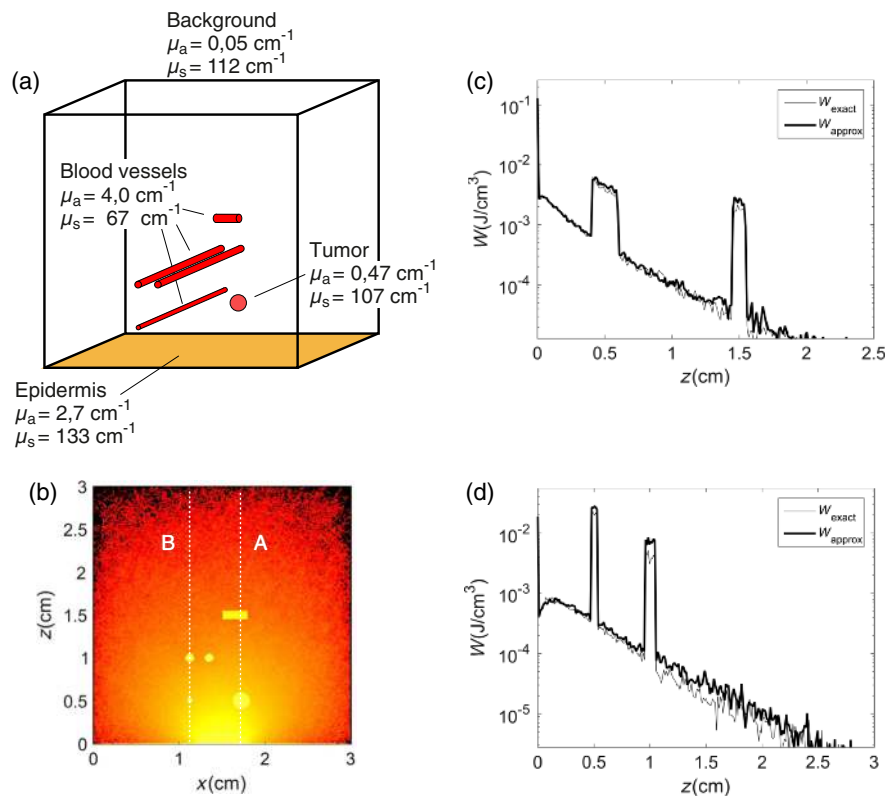 (a)
Background
μa = 0,05 cm-1
μs = 112 cm-1
Blood vessels
μa = 4,0 cm-1
μs = 67 cm-1
Tumor
μa = 0,47 cm-1
μs = 107 cm-1
Epidermis
μa = 2,7 cm-1
μs = 133 cm-1
(b)
3
2.5
2
1.5
1
0.5
0
z(cm)
B
A
0
1
2
3
x(cm)
(c)
10-1
10-2
10-3
10-4
W(J/cm3)
Wexact
Wapprox
0
0.5
1
1.5
2
2.5
z(cm)
(d)
10-2
10-3
10-4
10-5
W(J/cm3)
Wexact
Wapprox
0
0.5
1
1.5
2
2.5
3
z(cm)